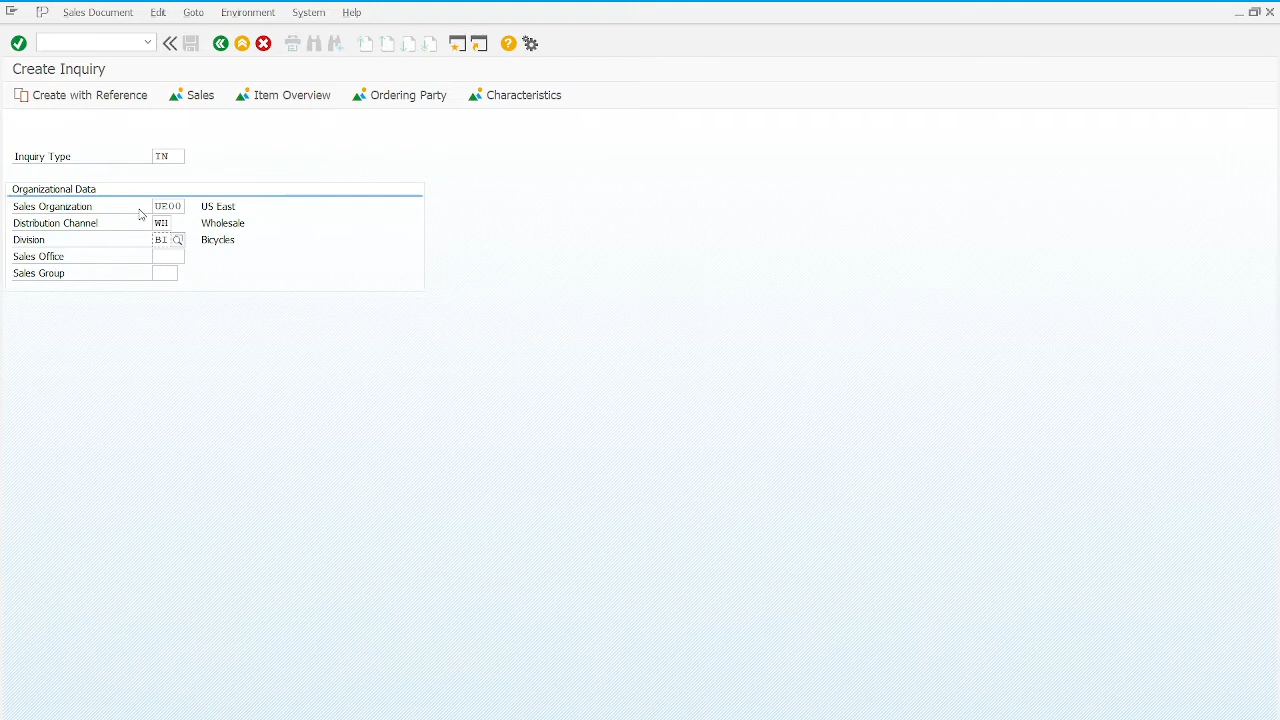 Sales Document Edit Goto Environment System Help
Create Inquiry
Create with Reference Sales Item Overview Ordering Party Characteristics
Inquiry Type IN
Organizational Data
Sales Organization UE00 US East
Distribution Channel WH Wholesale
Division BI Bicycles
Sales Office
Sales Group